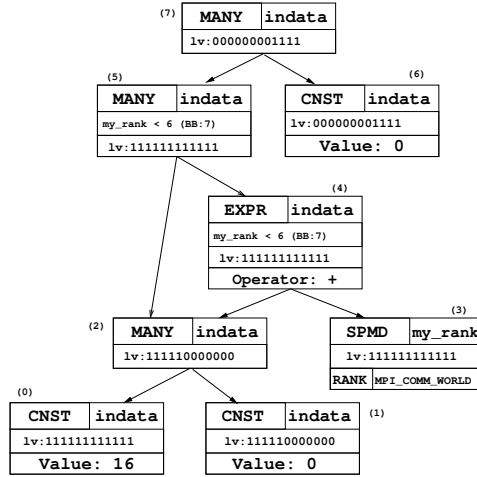 (7)
MANY indata
lv:000000001111
(5)
MANY indata
my_rank < 6 (BB:7)
lv:111111111111
(6)
CNST indata
lv:000000001111
Value: 0
(4)
EXPR indata
my_rank < 6 (BB:7)
lv:111111111111
Operator: +
(2)
MANY indata
lv:111110000000
(3)
SPMD my_rank
lv:111111111111
RANK MPI_COMM_WORLD
(0)
CNST indata
lv:111111111111
Value: 16
(1)
CNST indata
lv:111110000000
Value: 0